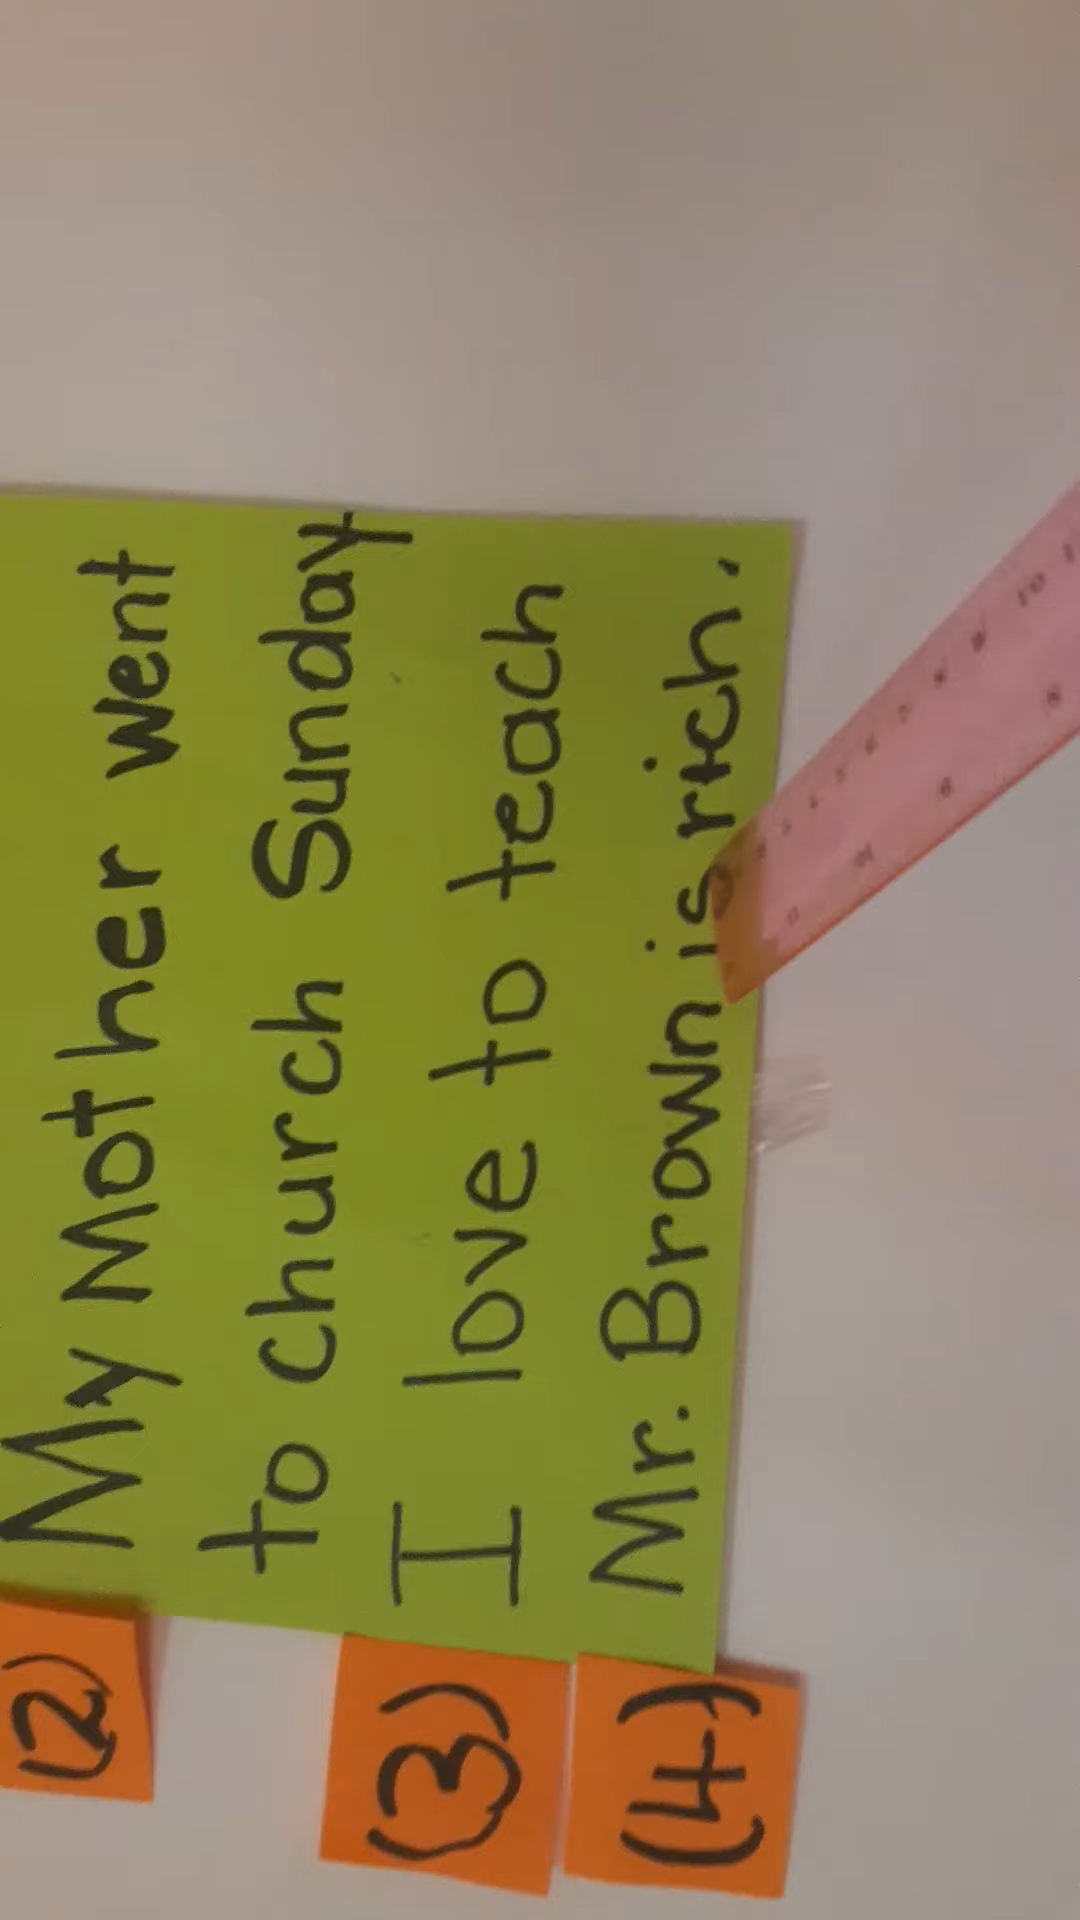 (2) My Mother went
to church Sunday
(3) I love to teach
(4) Mr. Brown is rich.